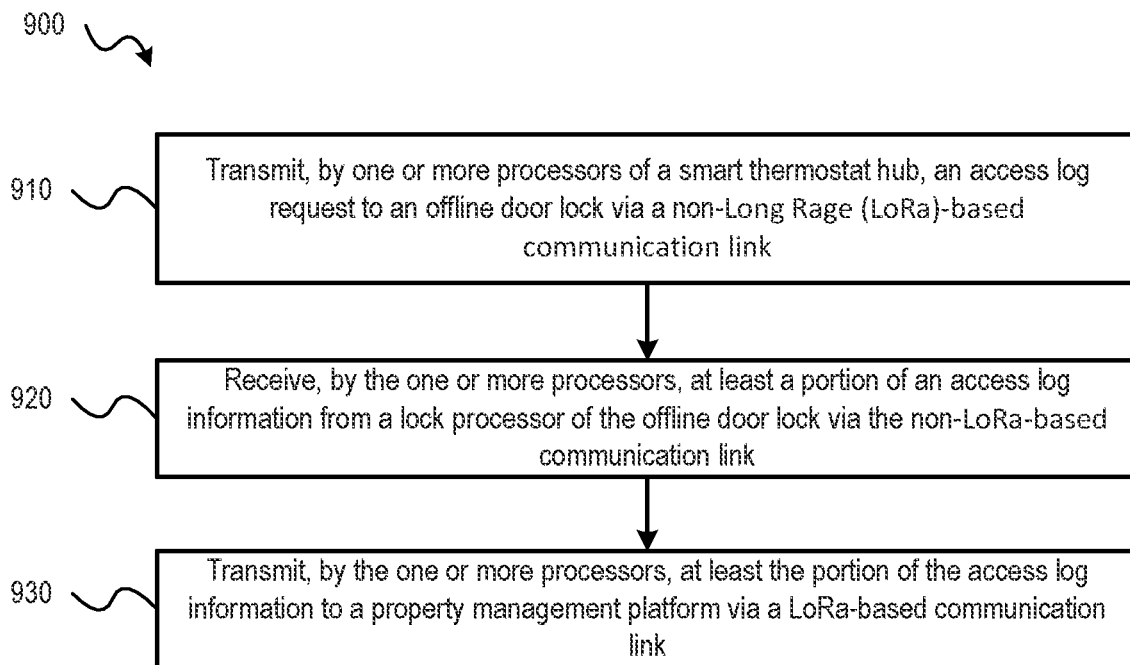 900
910
Transmit, by one or more processors of a smart thermostat hub, an access log
request to an offline door lock via a non-Long Rage (LoRa)-based
communication link
920
Receive, by the one or more processors, at least a portion of an access log
information from a lock processor of the offline door lock via the non-LoRa-based
communication link
930
Transmit, by the one or more processors, at least the portion of the access log
information to a property management platform via a LoRa-based communication
link